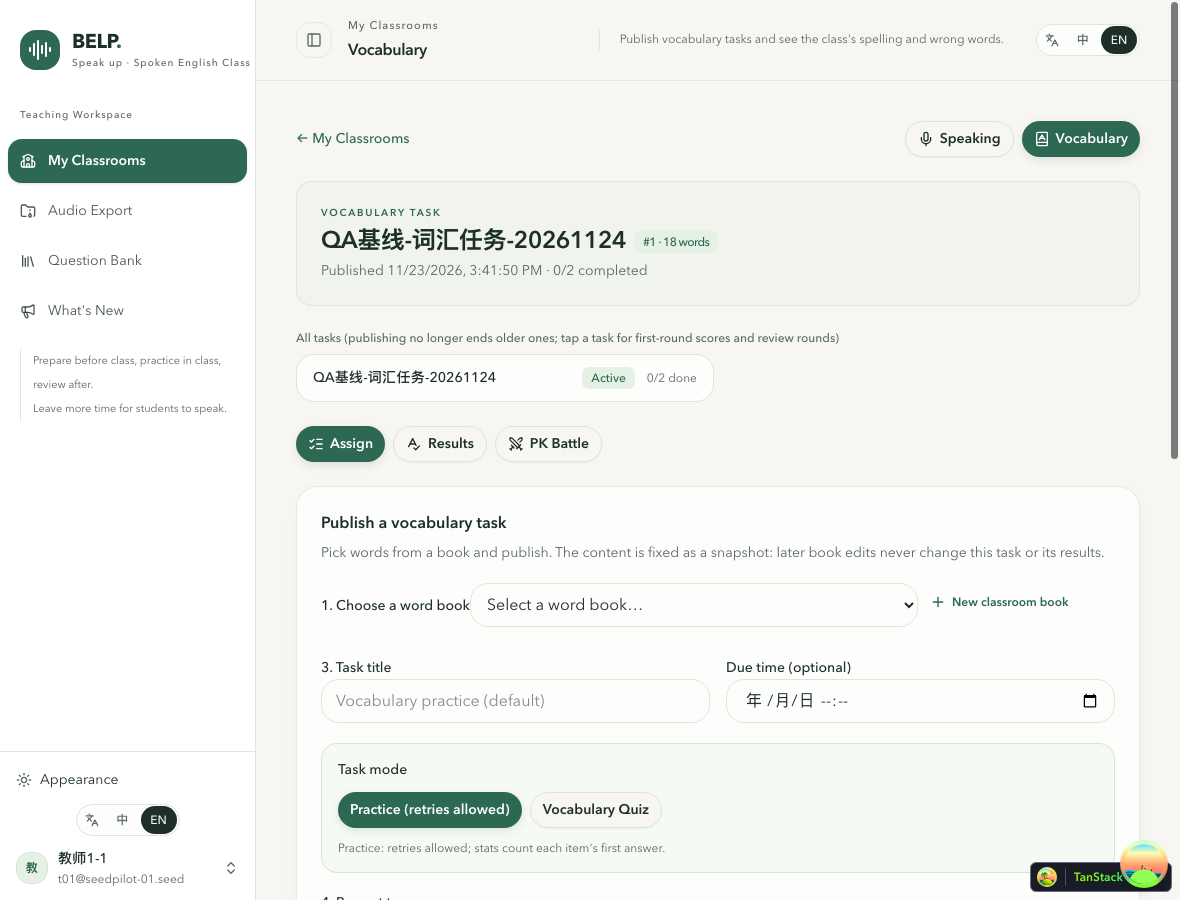 BELP.
Speak up · Spoken English Class
Teaching Workspace
My Classrooms
Audio Export
Question Bank
What's New
Prepare before class, practice in class,
review after.
Leave more time for students to speak.
Appearance
中 EN
教
教师1-1
t01@seedpilot-01.seed
My Classrooms
Vocabulary
Publish vocabulary tasks and see the class's spelling and wrong words.
中 EN
← My Classrooms
Speaking
Vocabulary
VOCABULARY TASK
QA基线-词汇任务-20261124 #1 · 18 words
Published 11/23/2026, 3:41:50 PM · 0/2 completed
All tasks (publishing no longer ends older ones; tap a task for first-round scores and review rounds)
QA基线-词汇任务-20261124 Active 0/2 done
Assign
Results
PK Battle
Publish a vocabulary task
Pick words from a book and publish. The content is fixed as a snapshot: later book edits never change this task or its results.
1. Choose a word book Select a word book… + New classroom book
3. Task title
Vocabulary practice (default)
Due time (optional)
年 /月/日 --:--
Task mode
Practice (retries allowed)
Vocabulary Quiz
Practice: retries allowed; stats count each item's first answer.
TanStack